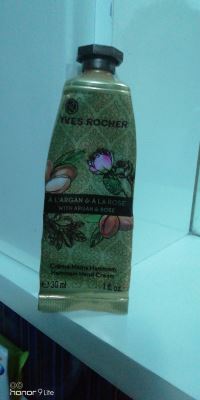 YVES ROCHER
À L'ARGAN & À LA ROSE
WITH ARGAN & ROSE
Crème Mains Hammam
Hammam Hand Cream
e 30 ml
1 fl.oz.
honor 9 Lite